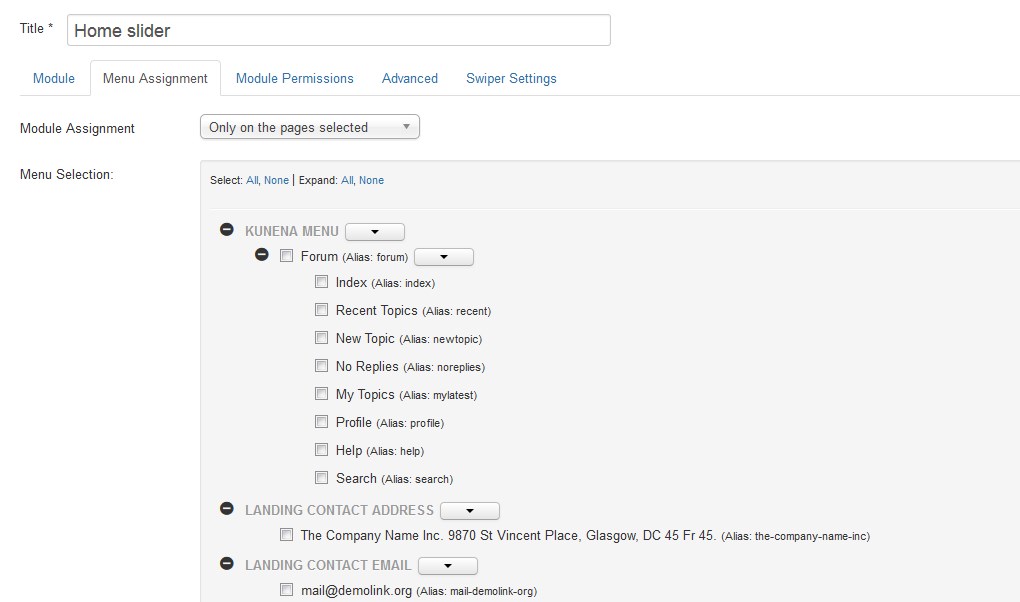 Title *
Home slider
Module Menu Assignment Module Permissions Advanced Swiper Settings
Module Assignment
Only on the pages selected
Menu Selection:
Select: All, None | Expand: All, None
KUNENA MENU
Forum (Alias: forum)
Index (Alias: index)
Recent Topics (Alias: recent)
New Topic (Alias: newtopic)
No Replies (Alias: noreplies)
My Topics (Alias: mylatest)
Profile (Alias: profile)
Help (Alias: help)
Search (Alias: search)
LANDING CONTACT ADDRESS
The Company Name Inc. 9870 St Vincent Place, Glasgow, DC 45 Fr 45. (Alias: the-company-name-inc)
LANDING CONTACT EMAIL
mail@demolink.org (Alias: mail-demolink-org)